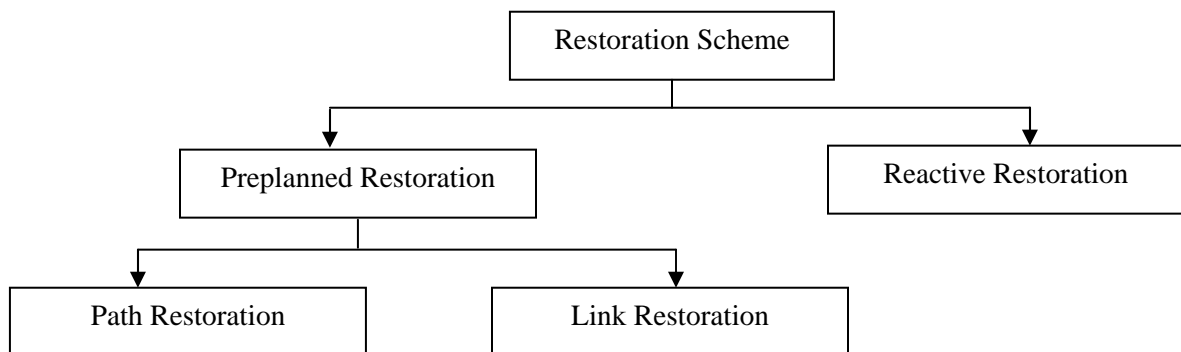 Restoration Scheme
Preplanned Restoration
Reactive Restoration
Path Restoration
Link Restoration